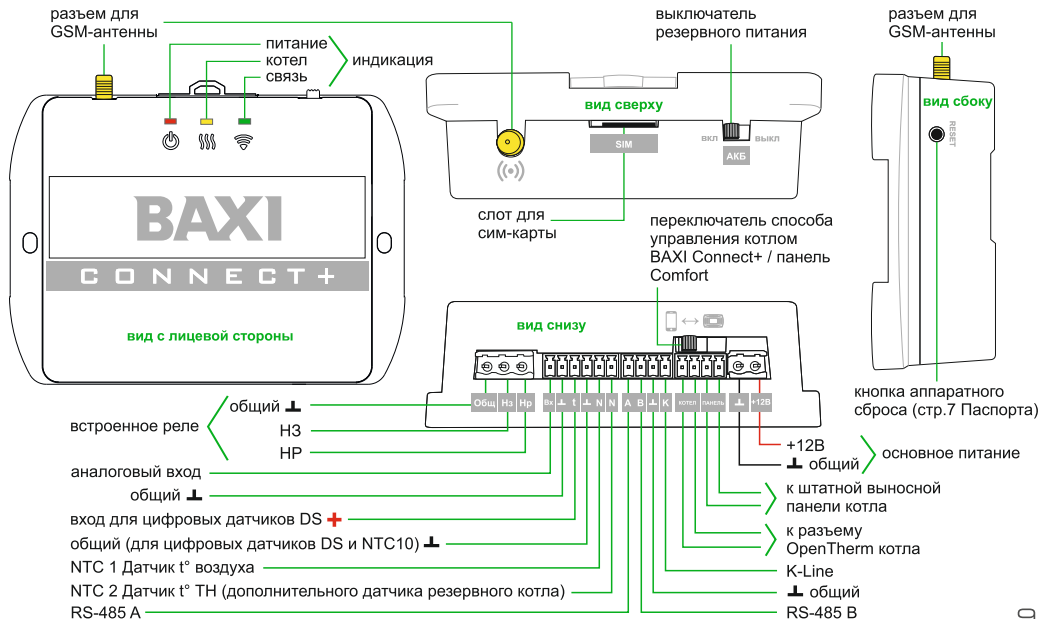 разъем для
GSM-антенны
питание
котел
связь
индикация
BAXI
CONNECT+
вид с лицевой стороны
выключатель
резервного питания
вид сверху
SIM
ВКЛ
ВЫКЛ
АКБ
слот для
сим-карты
разъем для
GSM-антенны
вид сбоку
RESET
кнопка аппаратного
сброса (стр.7 Паспорта)
переключатель способа
управления котлом
BAXI Connect+ / панель
Comfort
вид снизу
Общ Нз Нр Вх ⊥ t ⊥ N N A B ⊥ K КОТЕЛ ПАНЕЛЬ ⊥ +12В
встроенное реле
общий ⊥
НЗ
НР
аналоговый вход
общий ⊥
вход для цифровых датчиков DS +
общий (для цифровых датчиков DS и NTC10) ⊥
NTC 1 Датчик t° воздуха
NTC 2 Датчик t° ТН (дополнительного датчика резервного котла)
RS-485 A
+12В
⊥ общий
основное питание
к штатной выносной
панели котла
к разъему
OpenTherm котла
K-Line
⊥ общий
RS-485 B